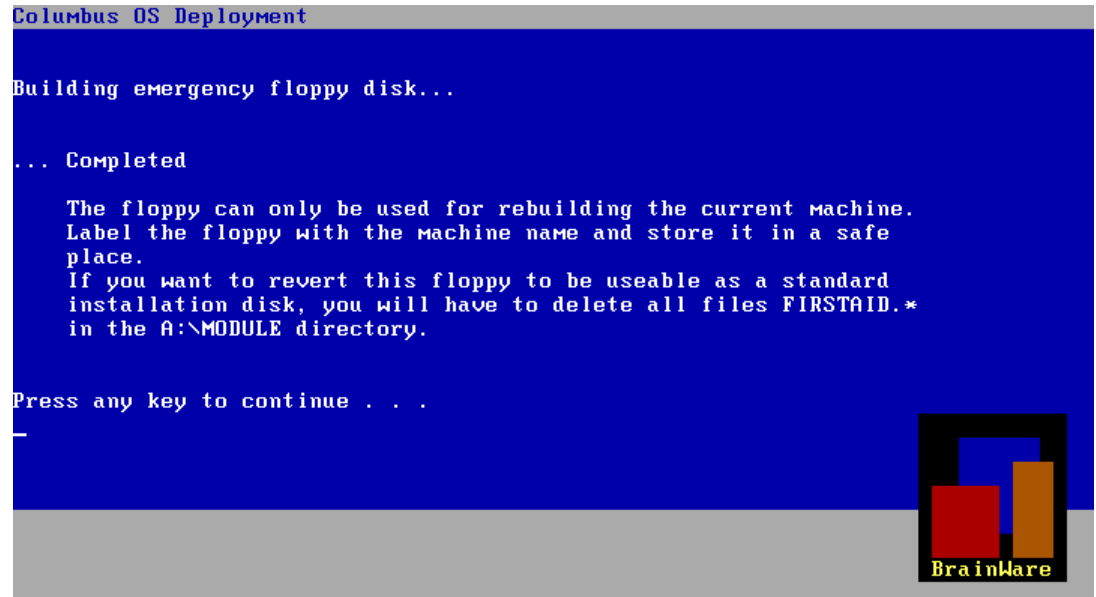 Columbus OS Deployment
Building emergency floppy disk...
... Completed
The floppy can only be used for rebuilding the current machine.
Label the floppy with the machine name and store it in a safe
place.
If you want to revert this floppy to be useable as a standard
installation disk, you will have to delete all files FIRSTAID.*
in the A:\MODULE directory.
Press any key to continue . . .
BrainWare